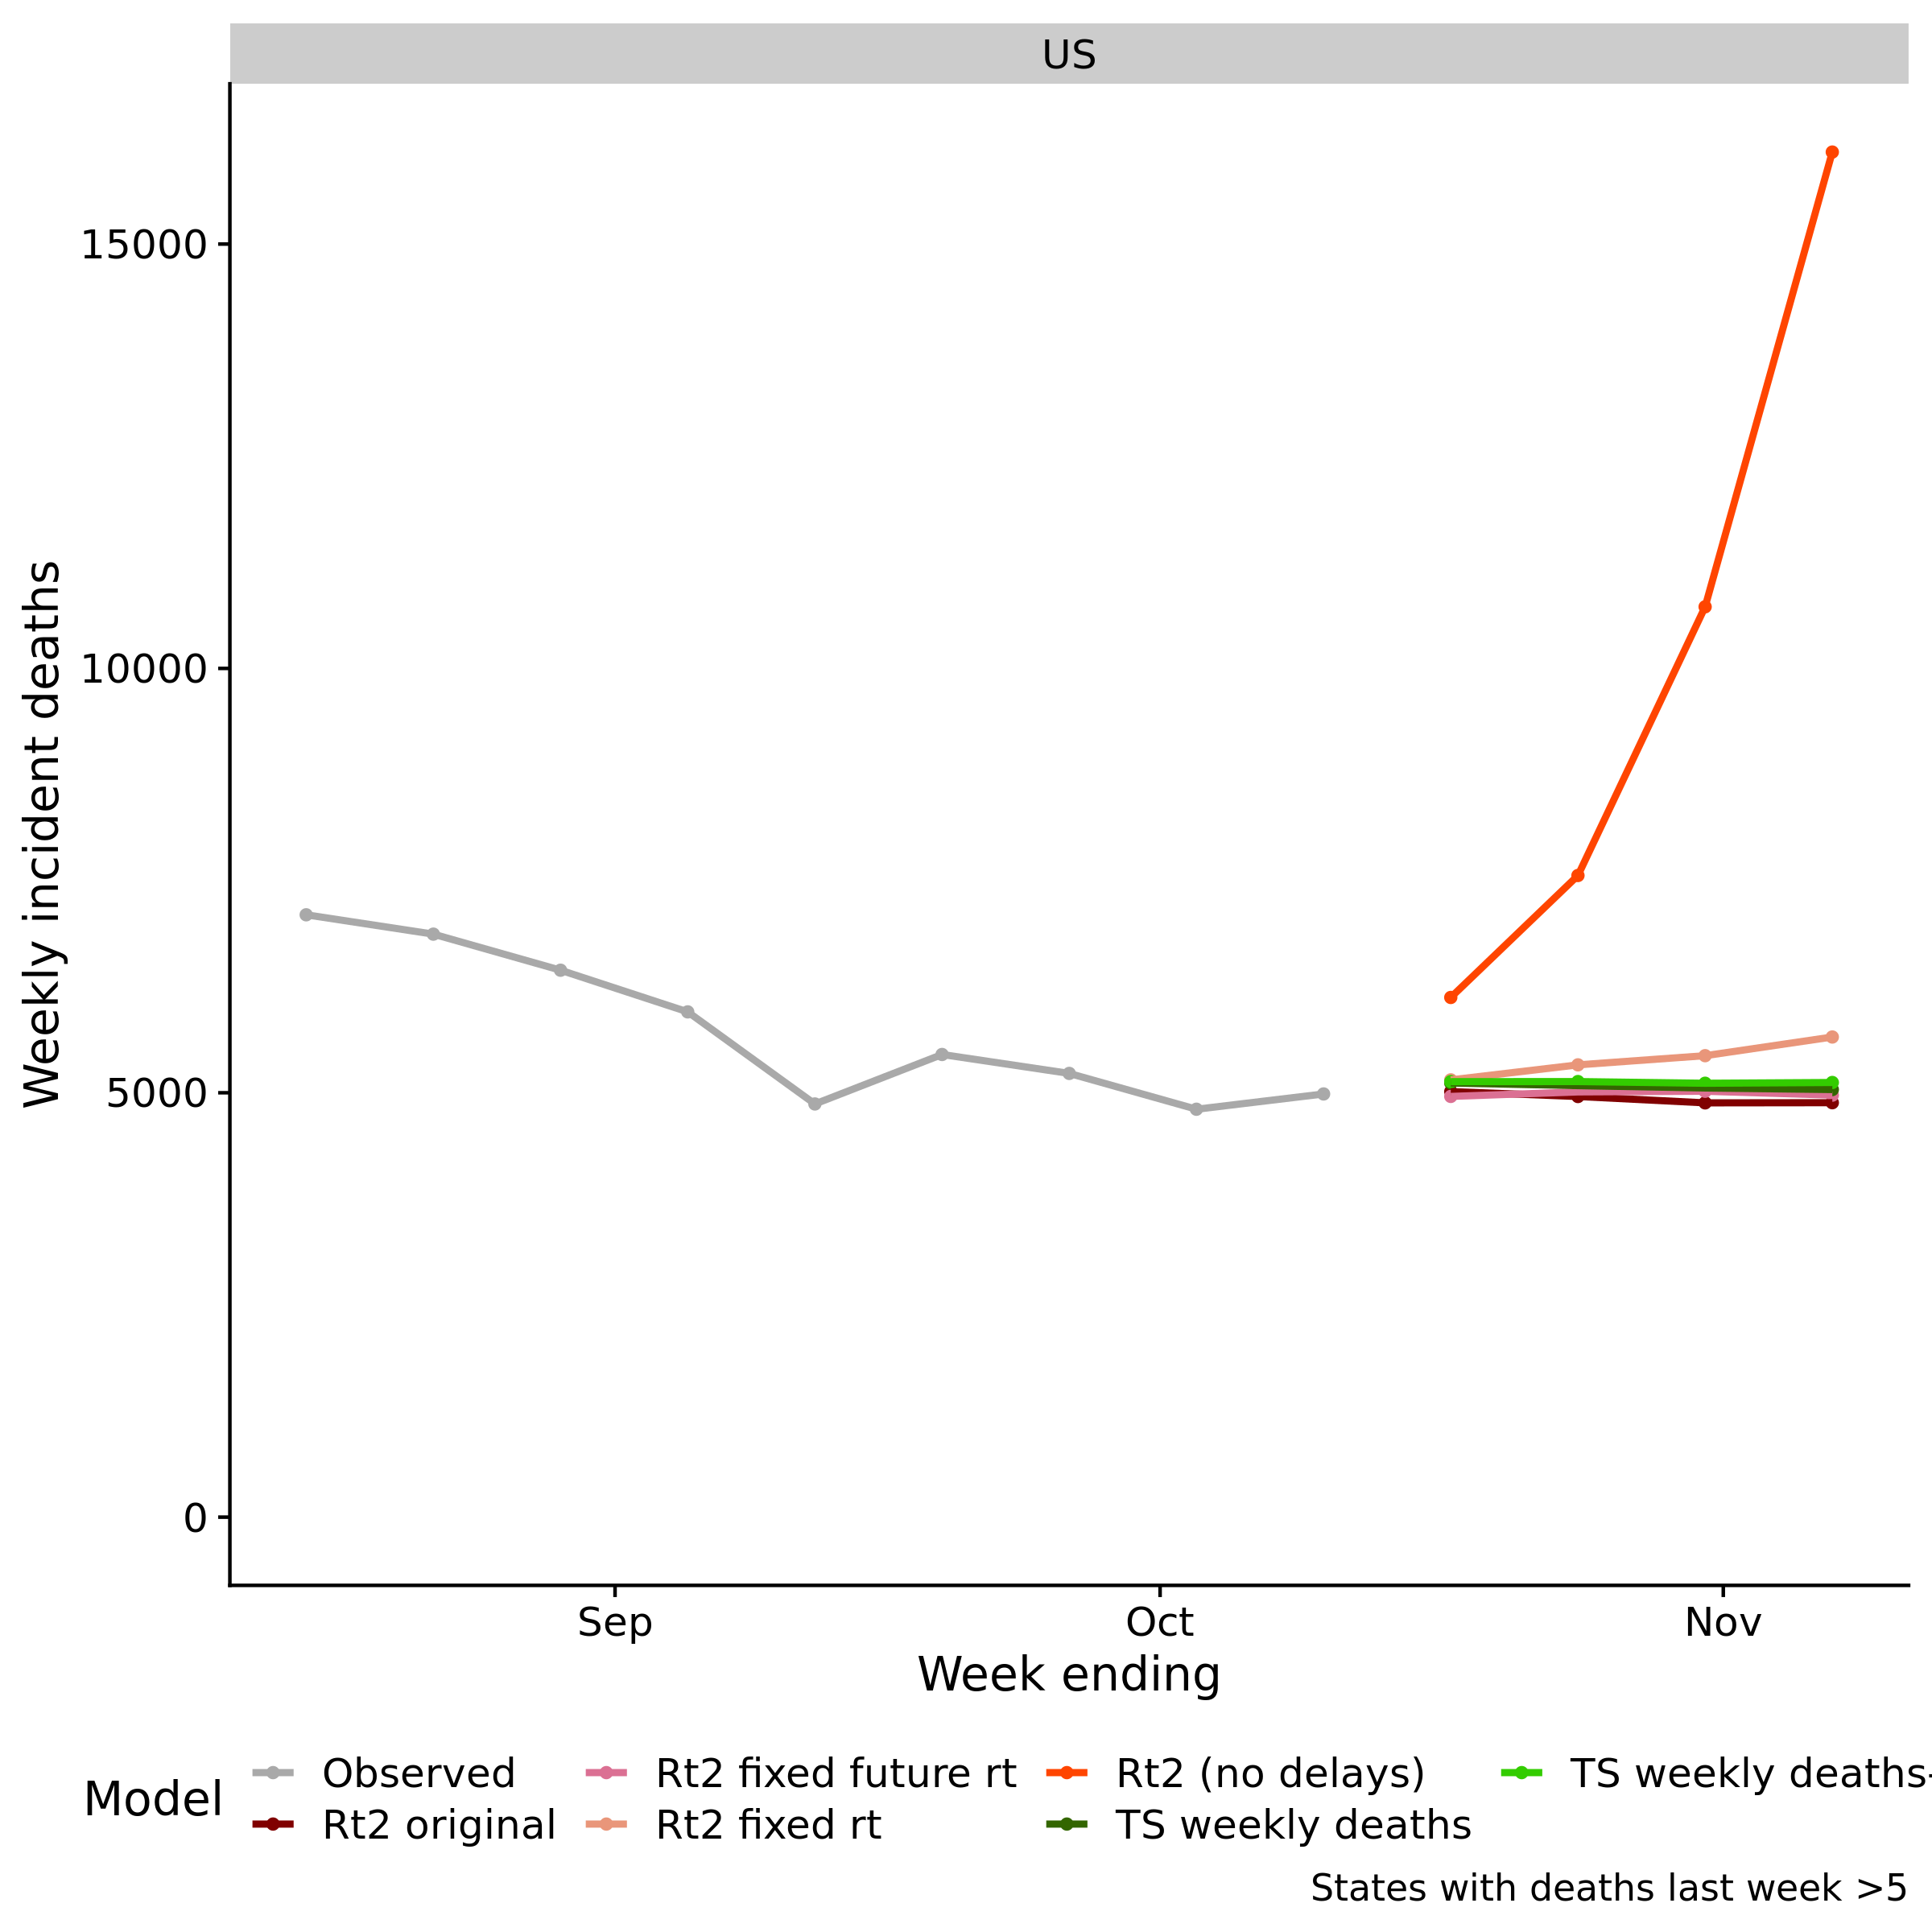 US
15000
10000
5000
0
Weekly incident deaths
Sep Oct Nov
Week ending
Model
Observed Rt2 fixed future rt Rt2 (no delays) TS weekly deaths-
Rt2 original Rt2 fixed rt TS weekly deaths
States with deaths last week >5